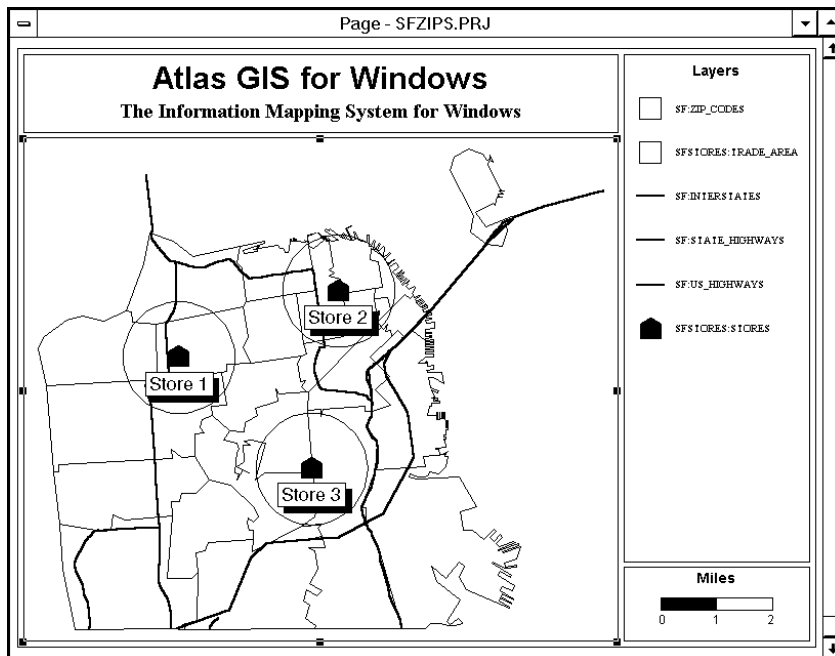 Page - SFZIPS.PRJ
Atlas GIS for Windows
The Information Mapping System for Windows
Layers
SF:ZIP_CODES
SFSTORES:TRADE_AREA
SF:INTERSTATES
SF:STATE_HIGHWAYS
SF:US_HIGHWAYS
SFSTORES:STORES
Store 2
Store 1
Store 3
Miles
0 1 2